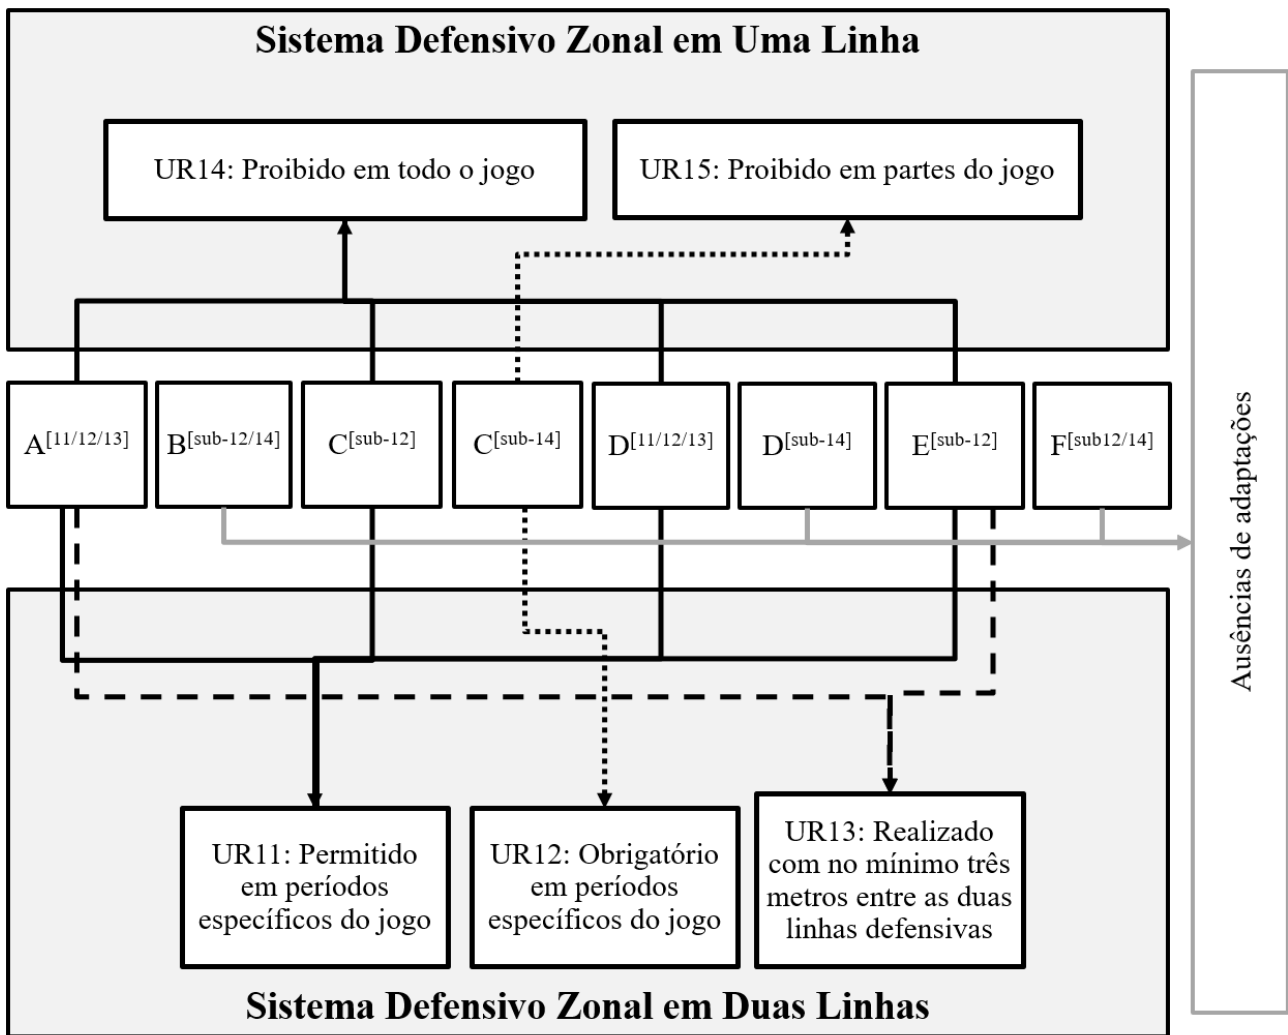 Sistema Defensivo Zonal em Uma Linha
UR14: Proibido em todo o jogo
UR15: Proibido em partes do jogo
A[11/12/13]
B[sub-12/14]
C[sub-12]
C[sub-14]
D[11/12/13]
D[sub-14]
E[sub-12]
F[sub12/14]
Ausências de adaptações
UR11: Permitido
em períodos
específicos do jogo
UR12: Obrigatório
em períodos
específicos do jogo
UR13: Realizado
com no mínimo três
metros entre as duas
linhas defensivas
Sistema Defensivo Zonal em Duas Linhas